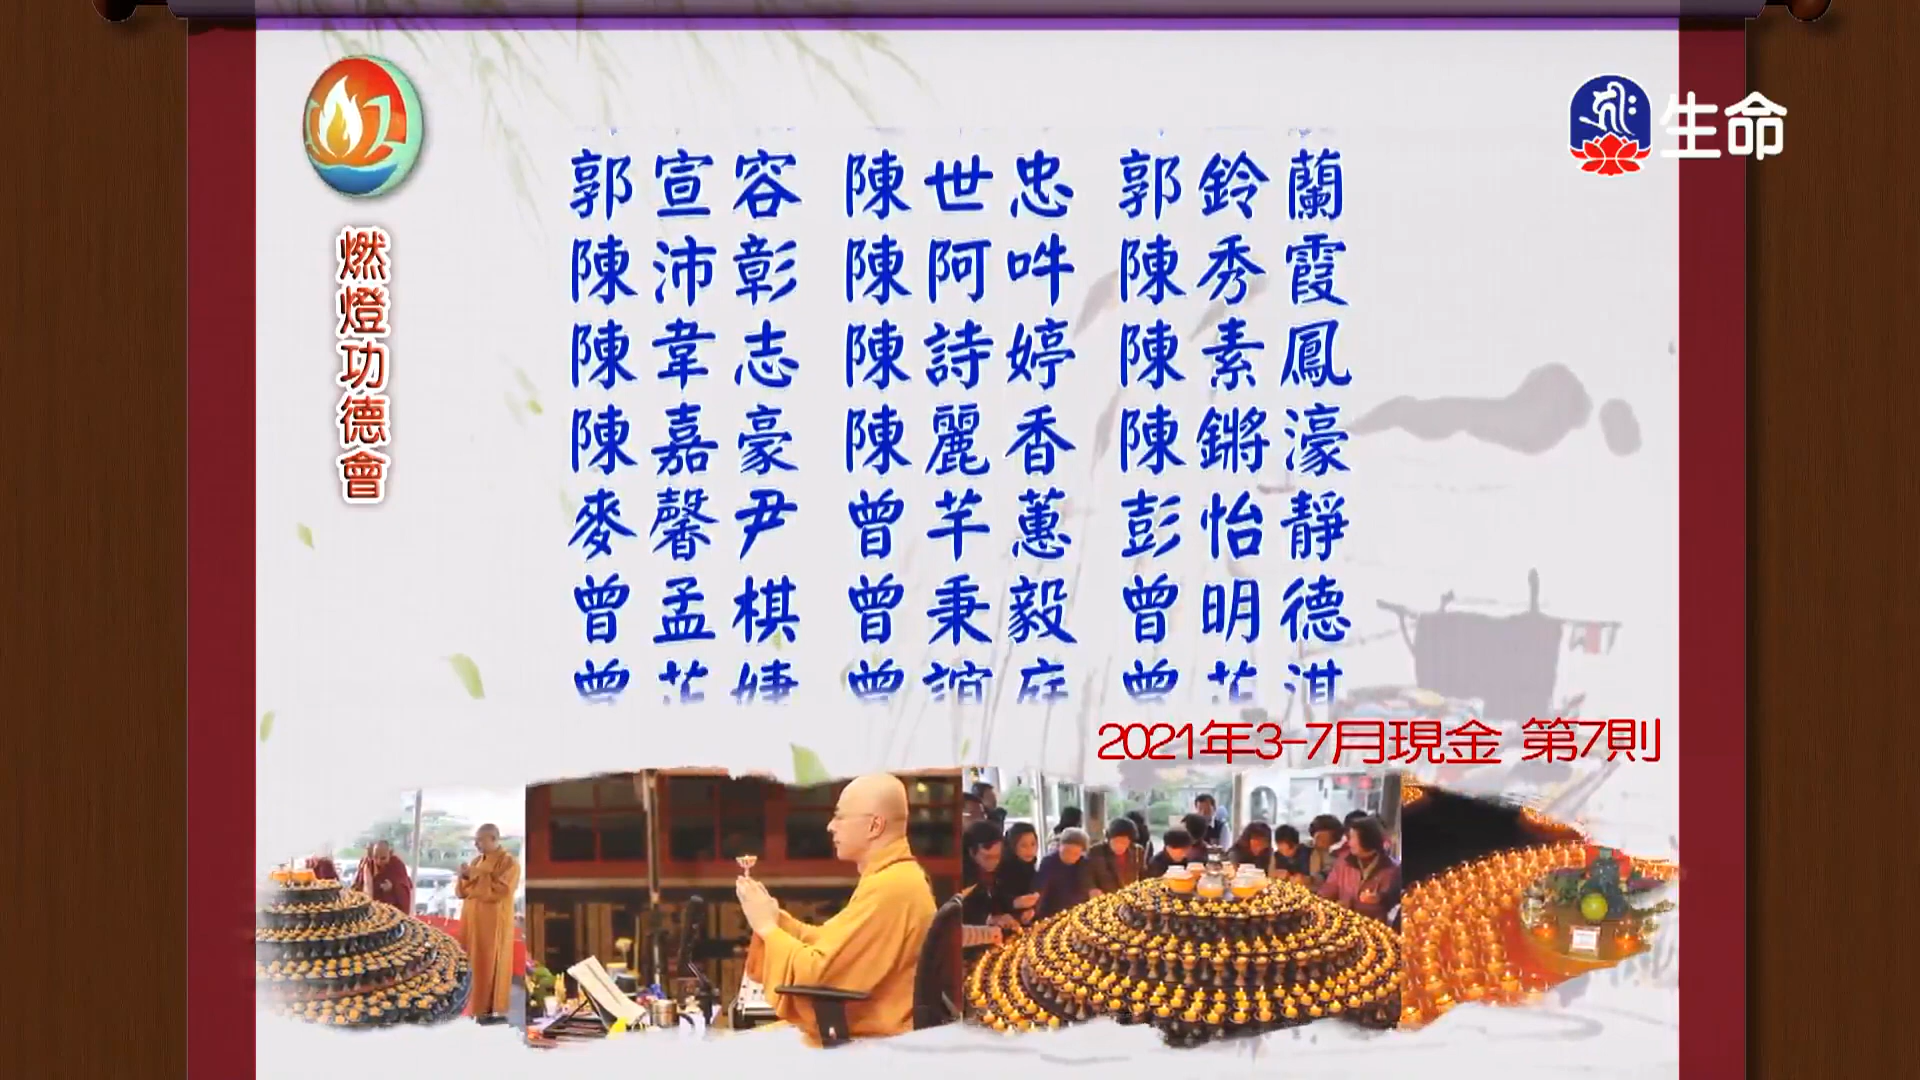 生命
燃燈功德會
郭宣容 陳世忠 郭鈴蘭
陳沛彰 陳阿吽 陳秀霞
陳韋志 陳詩婷 陳素鳳
陳嘉豪 陳麗香 陳鏘濠
麥馨尹 曾芊蕙 彭怡靜
曾孟棋 曾秉毅 曾明德
2021年3-7月現金 第7則